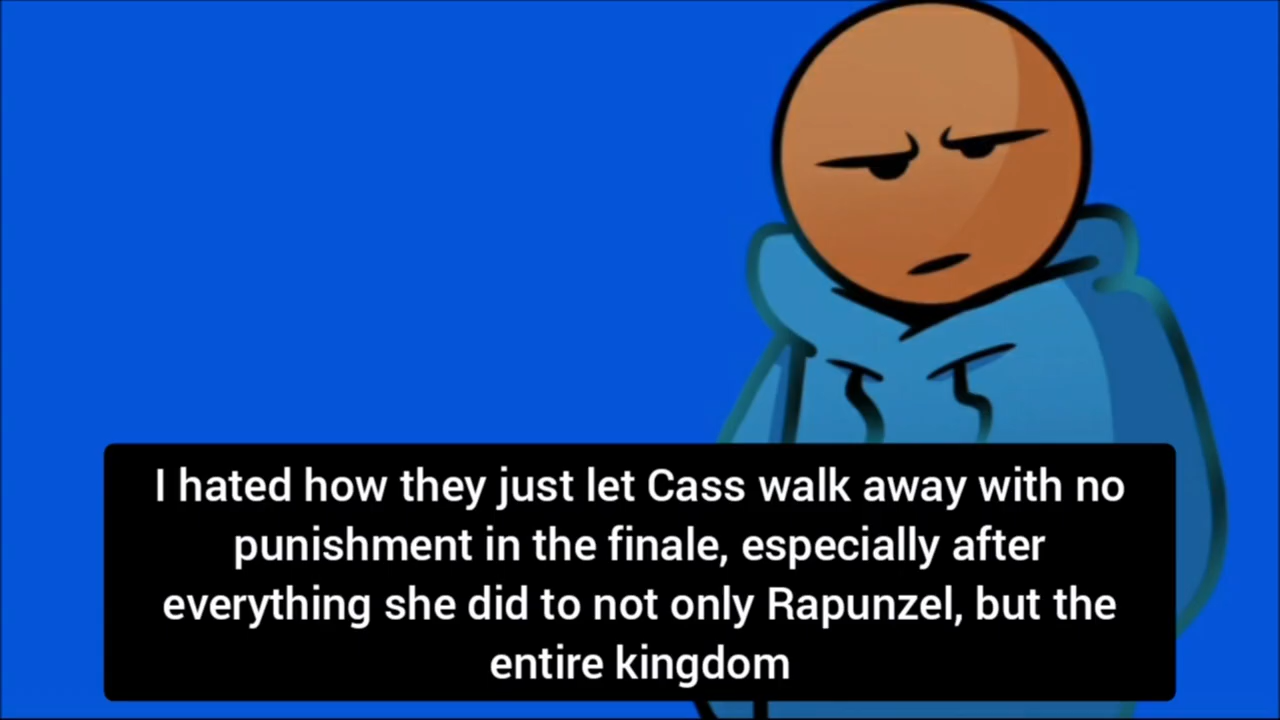 I hated how they just let Cass walk away with no
punishment in the finale, especially after
everything she did to not only Rapunzel, but the
entire kingdom